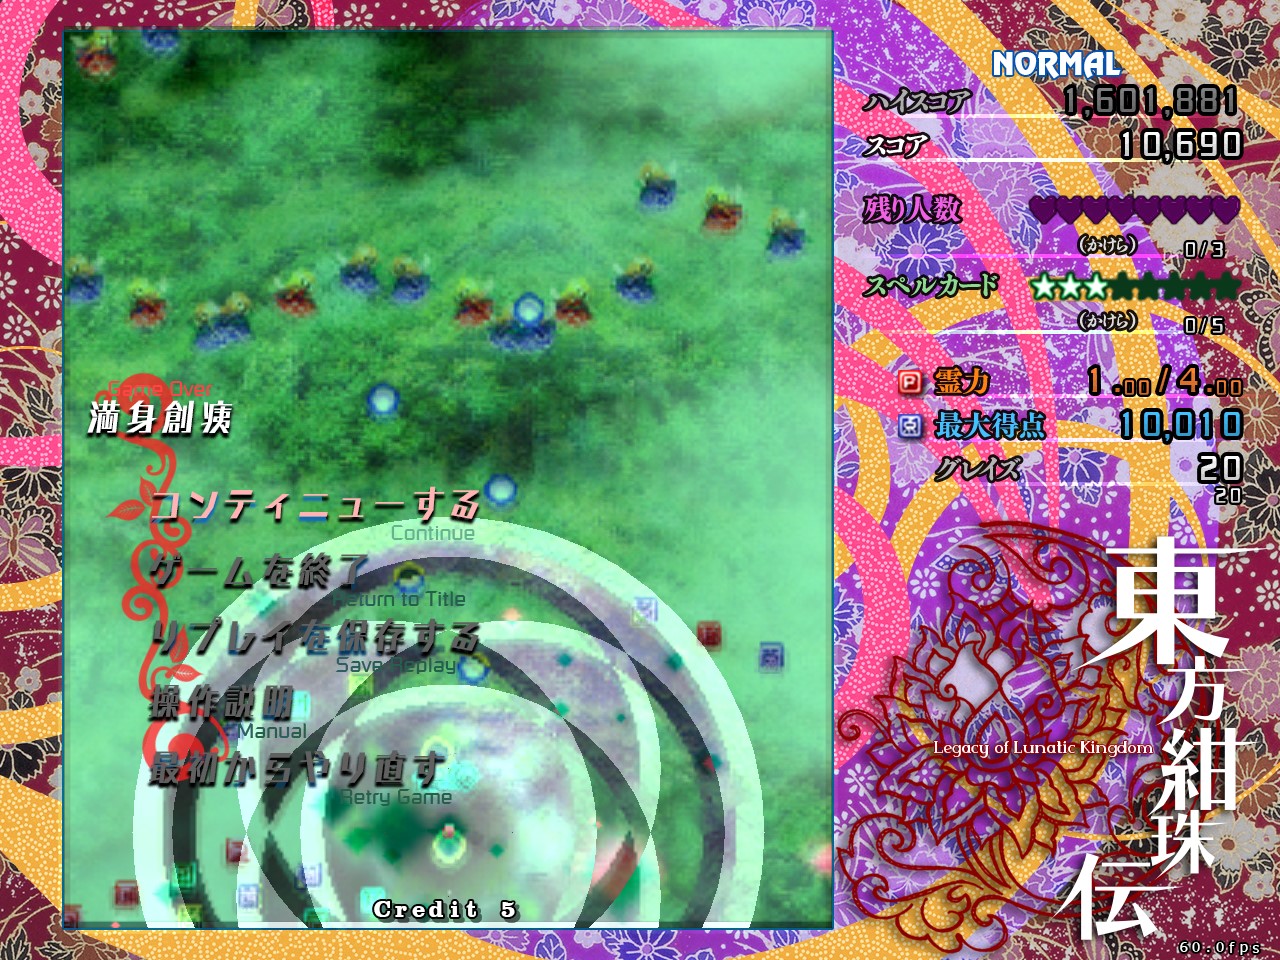 NORMAL
ハイスコア 1,601,881
スコア 10,690
残り人数
(かけら) 0/3
スペルカード
(かけら) 0/5
P 霊力 1.00/4.00
点 最大得点 10,010
グレイズ 20
20
Game Over
満身創痍
コンティニューする
Continue
ゲームを終了
Return to Title
リプレイを保存する
Save Replay
操作説明
Manual
最初からやり直す
Retry Game
Credit 5
東方紺珠伝
Legacy of Lunatic Kingdom
60.0fps